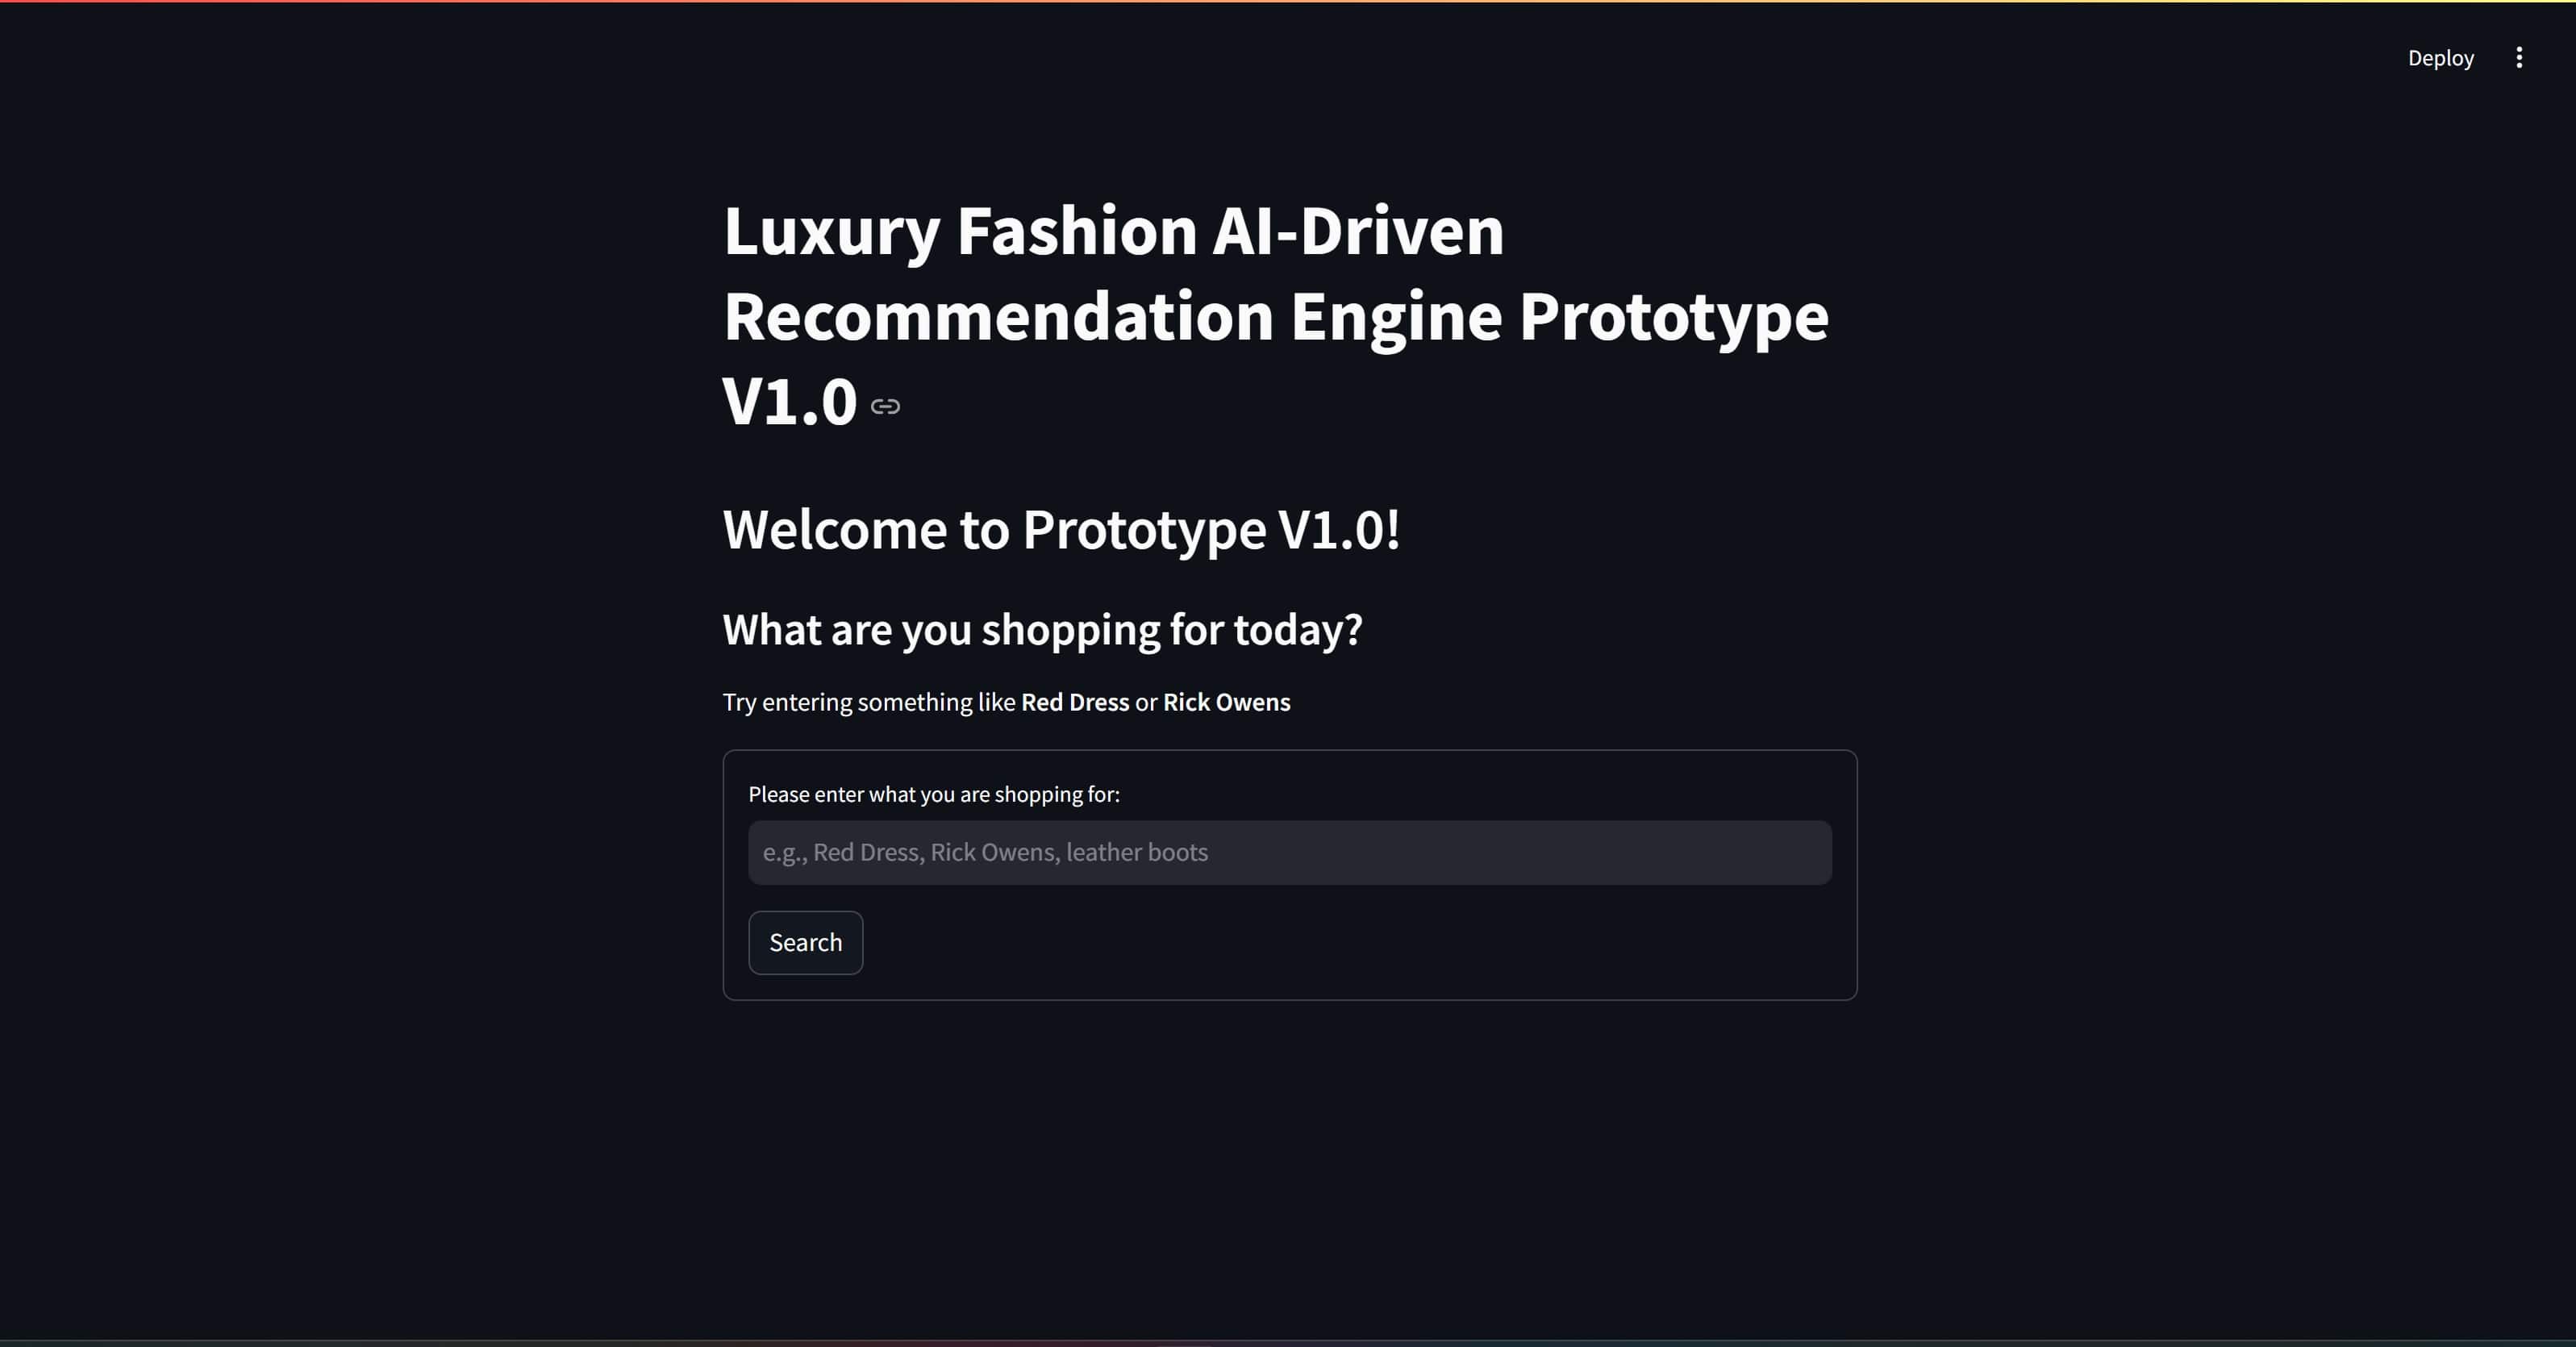 Deploy
Luxury Fashion AI-Driven
Recommendation Engine Prototype
V1.0
Welcome to Prototype V1.0!
What are you shopping for today?
Try entering something like Red Dress or Rick Owens
Please enter what you are shopping for:
e.g., Red Dress, Rick Owens, leather boots
Search